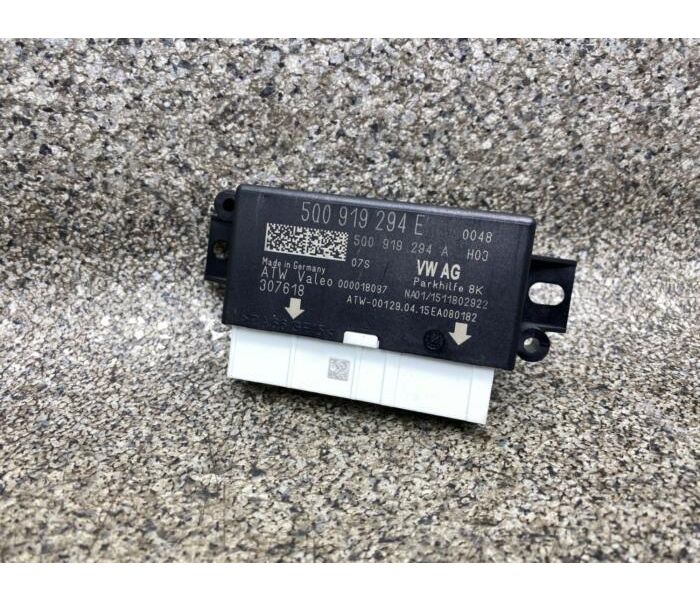 5Q0 919 294 E 0048
5Q0 919 294 A H03
Made in Germany 07S VW AG
ATW Valeo 000018097 Parkhilfe 8K
307618 NA01/1511802922
ATW-00129.04.15EA080182